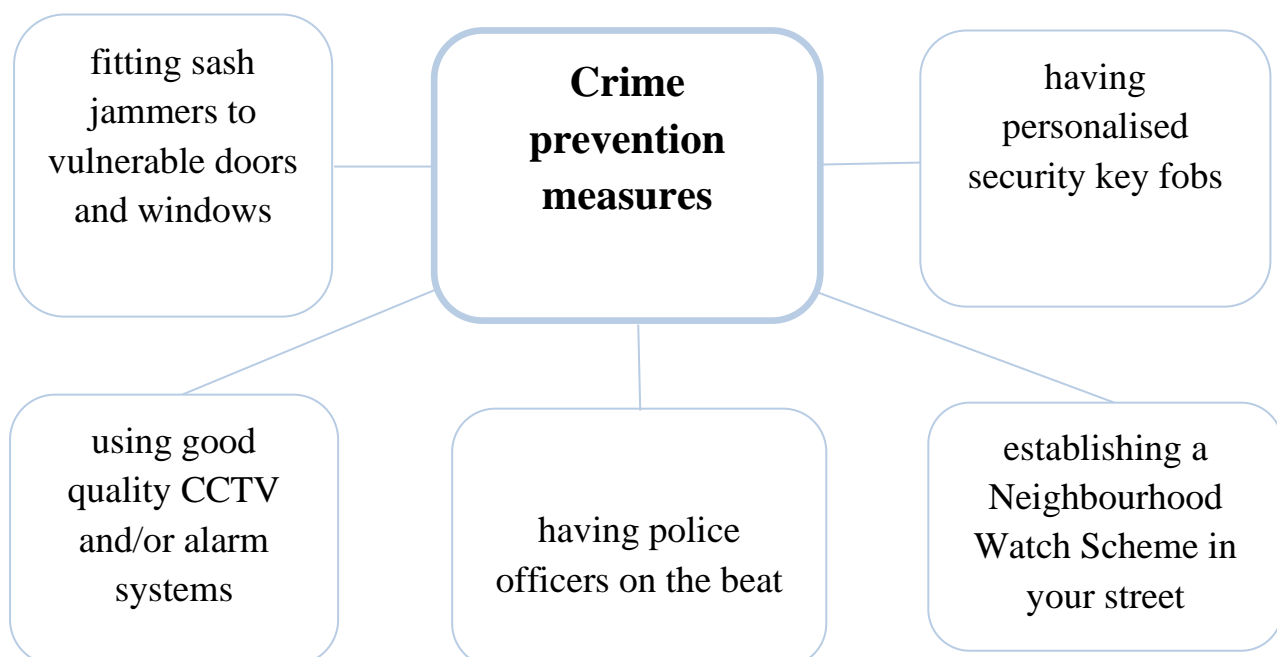 fitting sash
jammers to
vulnerable doors
and windows
Crime
prevention
measures
having
personalised
security key fobs
using good
quality CCTV
and/or alarm
systems
having police
officers on the beat
establishing a
Neighbourhood
Watch Scheme in
your street